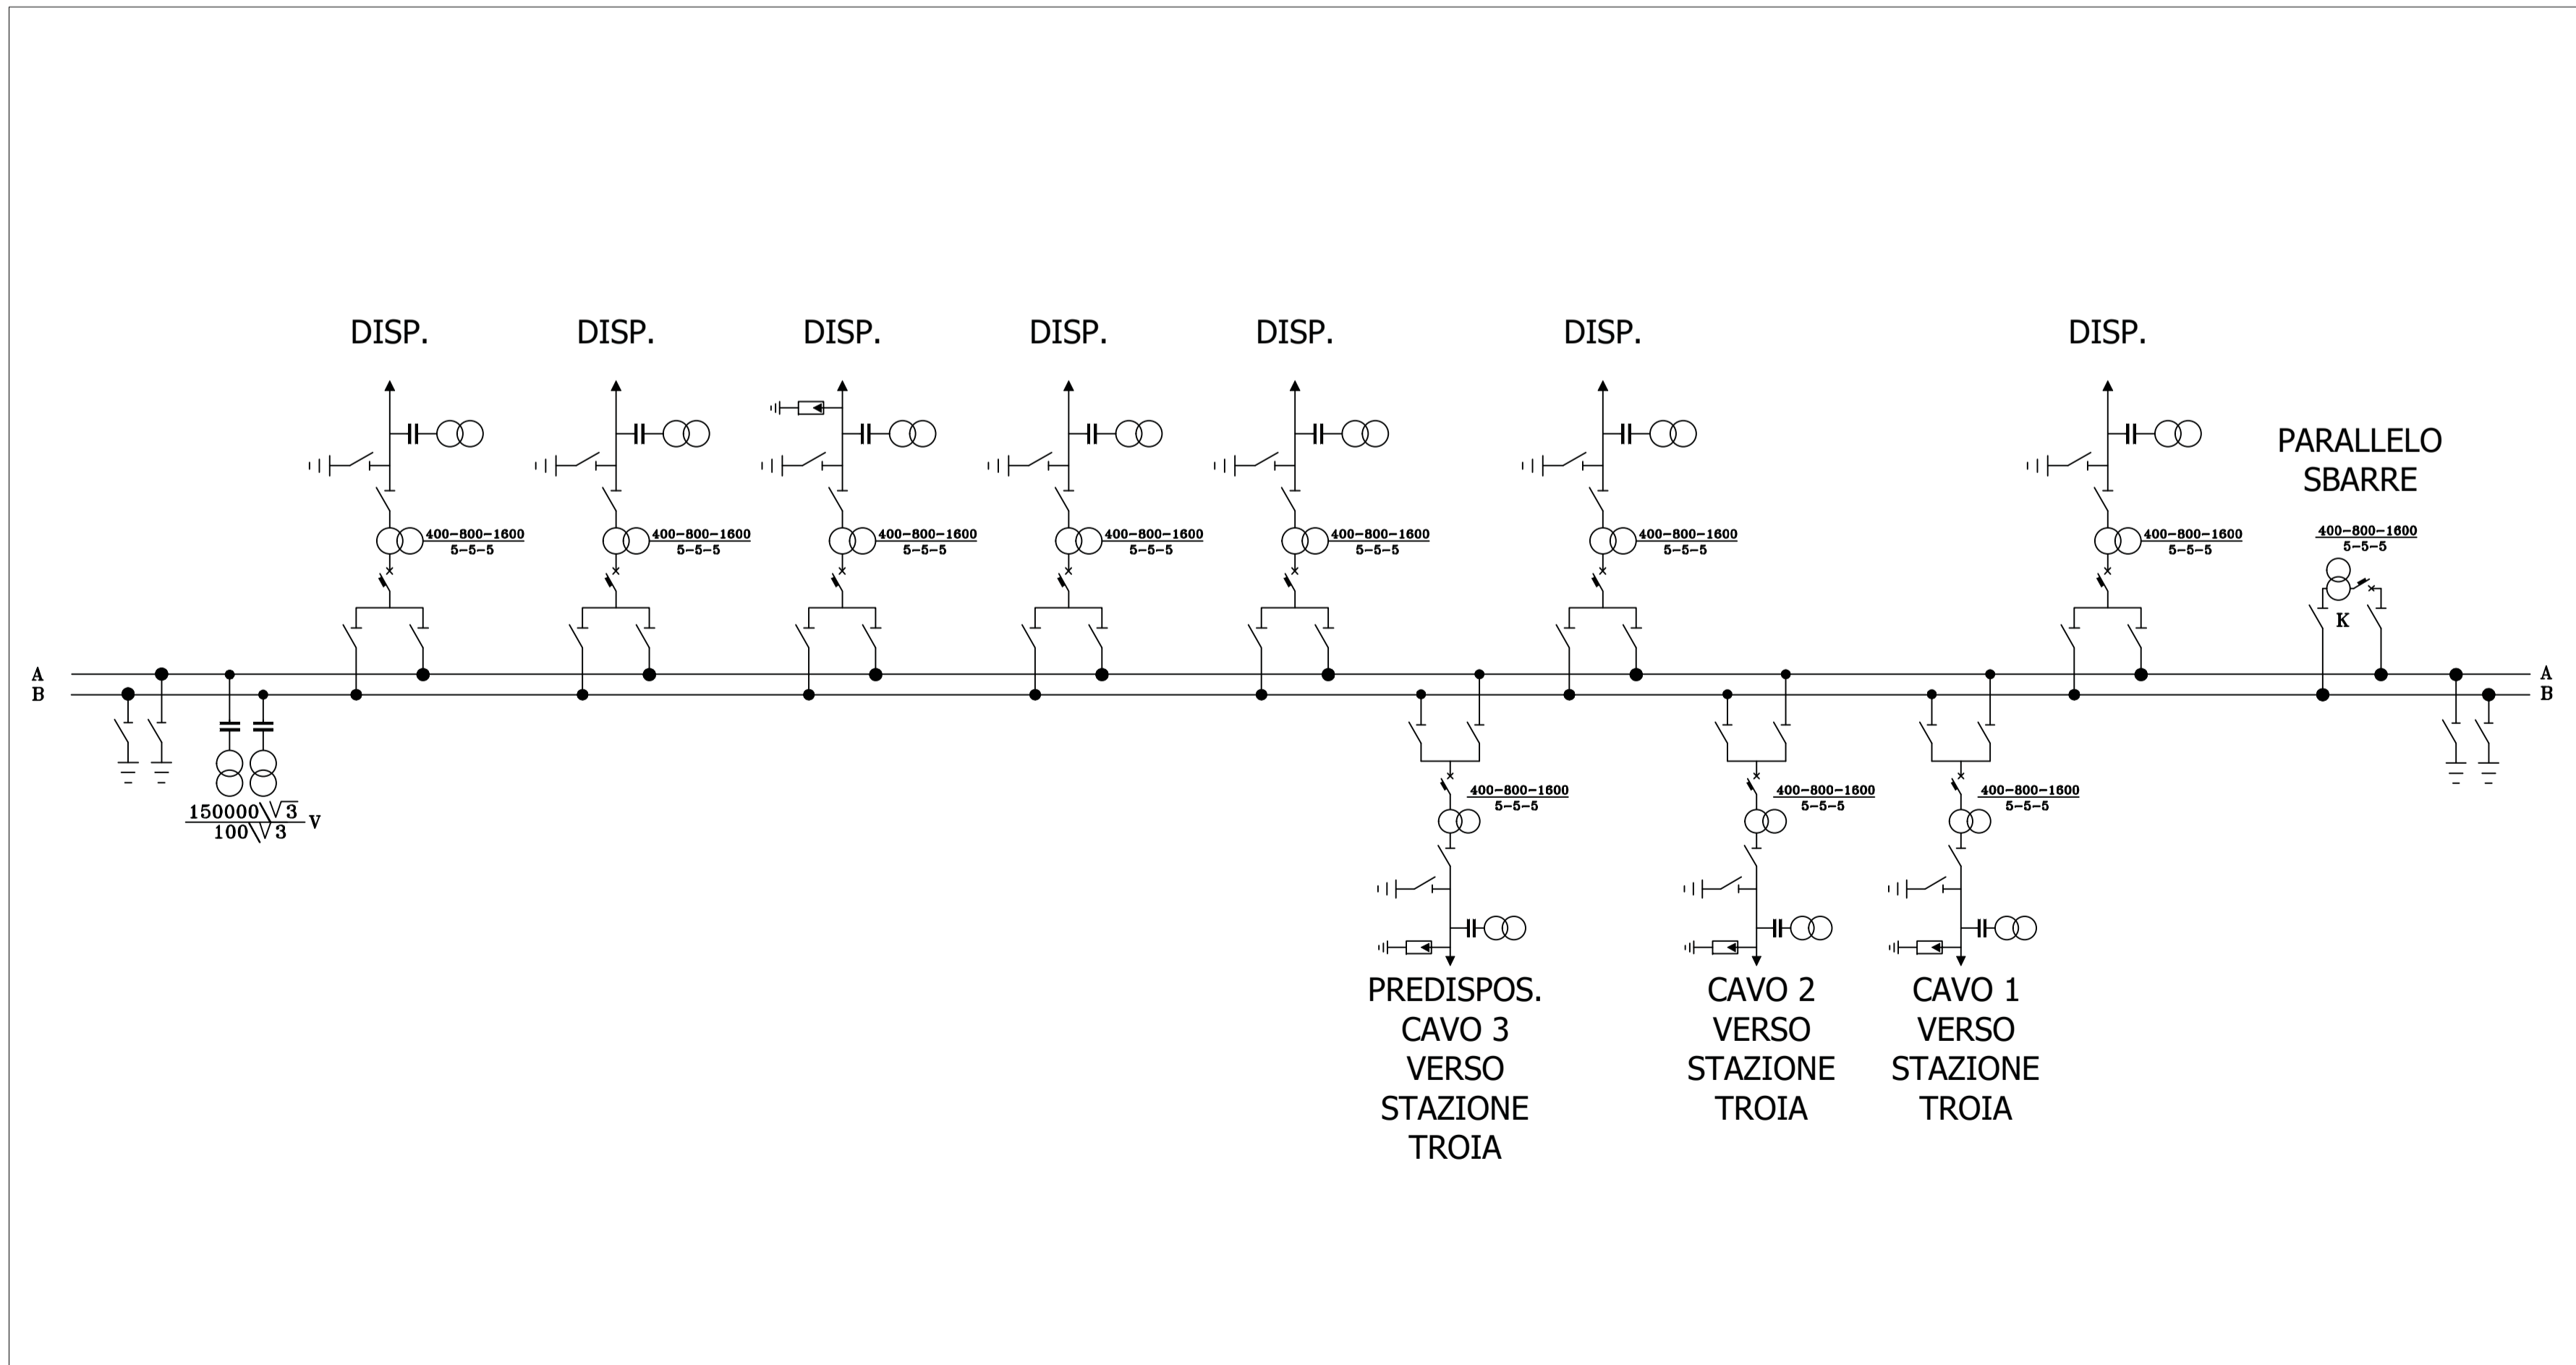 DISP.
DISP.
DISP.
DISP.
DISP.
DISP.
DISP.
PARALLELO
SBARRE
400-800-1600
5-5-5
400-800-1600
5-5-5
400-800-1600
5-5-5
400-800-1600
5-5-5
400-800-1600
5-5-5
400-800-1600
5-5-5
400-800-1600
5-5-5
400-800-1600
5-5-5
K
A
B
A
B
150000\√3
100\√3
V
400-800-1600
5-5-5
400-800-1600
5-5-5
400-800-1600
5-5-5
PREDISPOS.
CAVO 3
VERSO
STAZIONE
TROIA
CAVO 2
VERSO
STAZIONE
TROIA
CAVO 1
VERSO
STAZIONE
TROIA